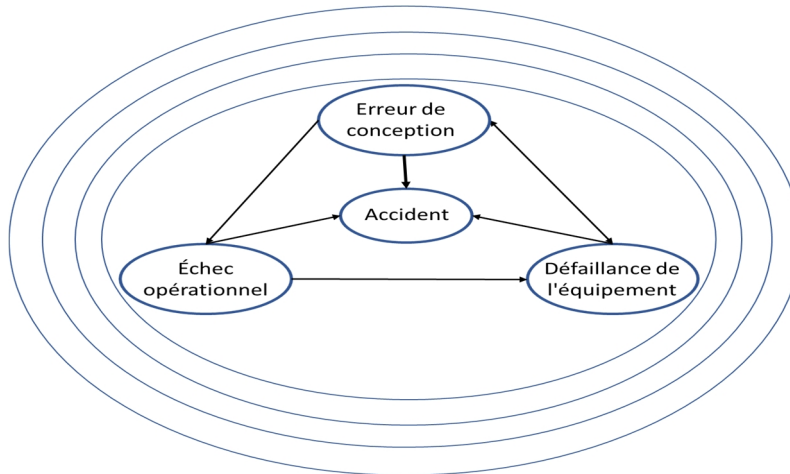 Erreur de
conception
Accident
Échec
opérationnel
Défaillance de
l'équipement